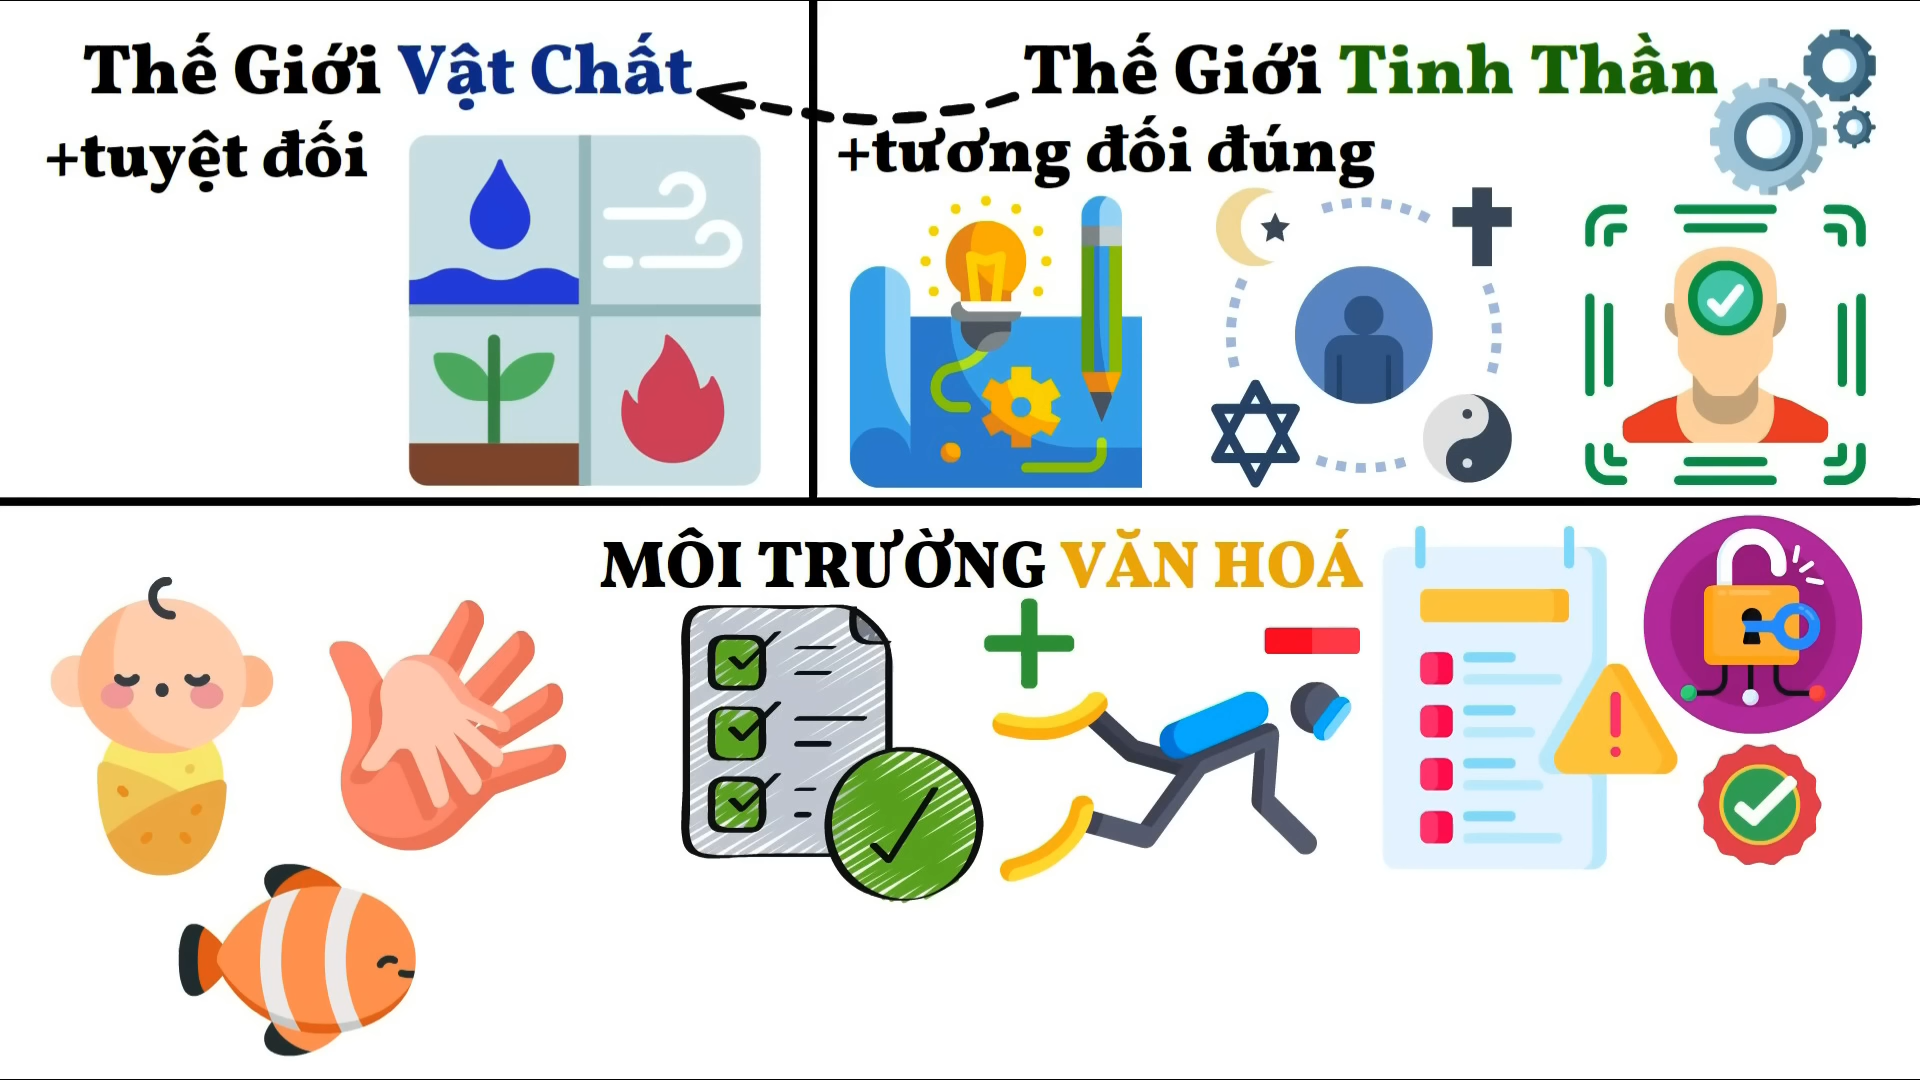 Thế Giới Vật Chất
+tuyệt đối
Thế Giới Tinh Thần
+tương đối đúng
MÔI TRƯỜNG VĂN HOÁ